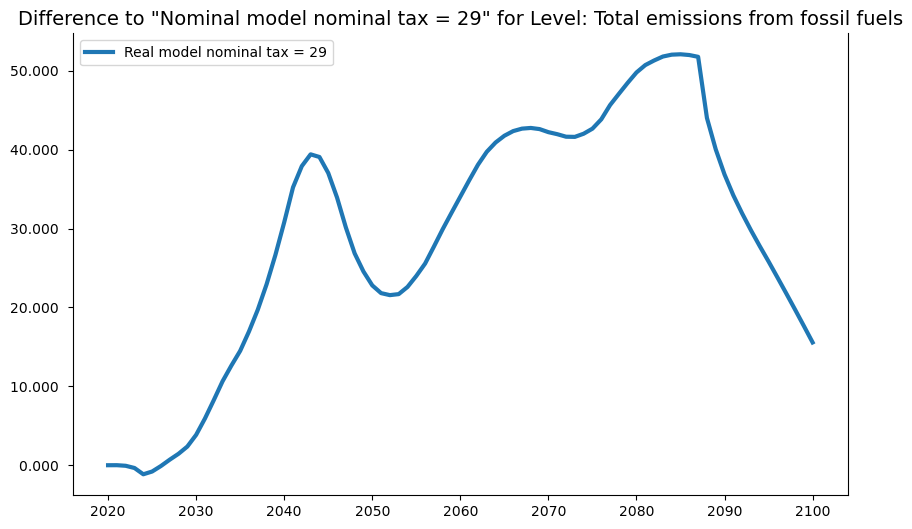 Difference to "Nominal model nominal tax = 29" for Level: Total emissions from fossil fuels
Real model nominal tax = 29
50.000
40.000
30.000
20.000
10.000
0.000
2020 2030 2040 2050 2060 2070 2080 2090 2100